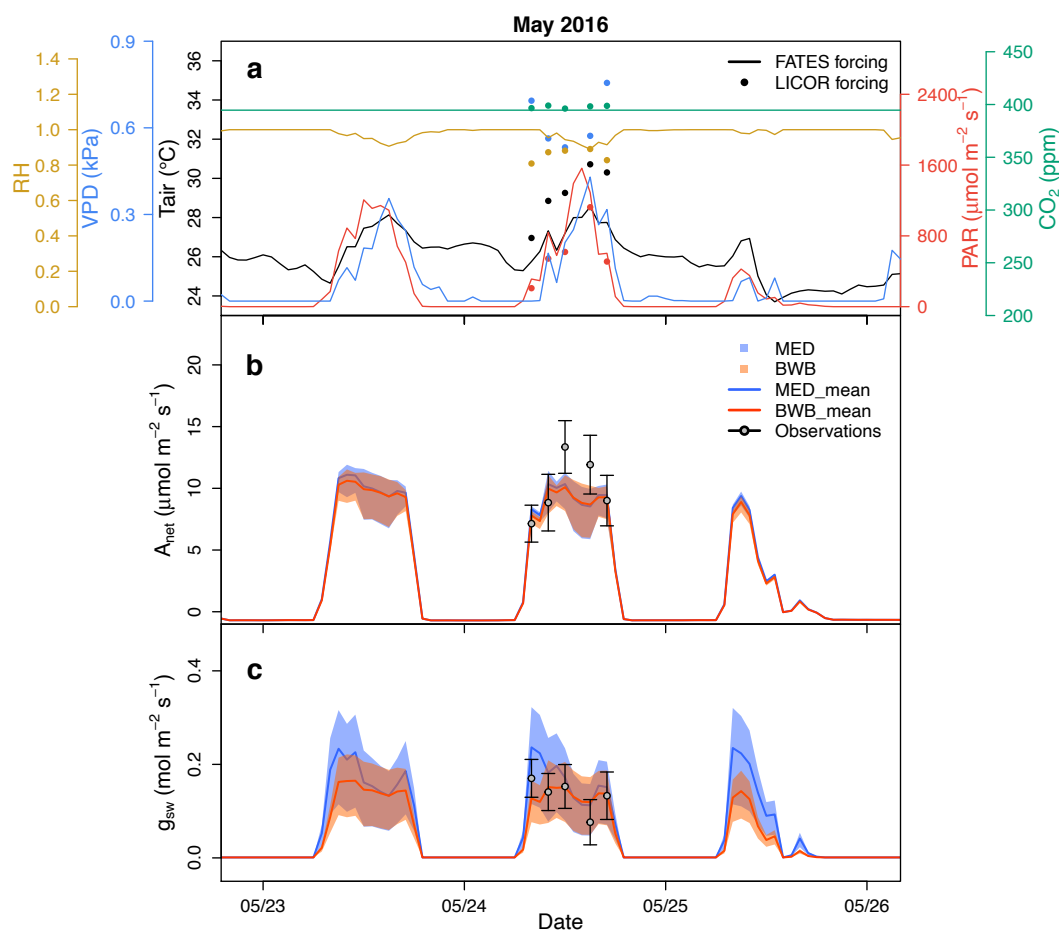 May 2016
a
FATES forcing
LICOR forcing
RH
0.0 0.2 0.4 0.6 0.8 1.0 1.2 1.4
VPD (kPa)
0.0 0.3 0.6 0.9
Tair (°C)
24 26 28 30 32 34 36
PAR (μmol m⁻² s⁻¹)
0 800 1600 2400
CO₂ (ppm)
200 250 300 350 400 450
b
MED
BWB
MED_mean
BWB_mean
Observations
Aₙₑₜ (μmol m⁻² s⁻¹)
0 5 10 15 20
c
g_sw (mol m⁻² s⁻¹)
0.0 0.2 0.4
05/23 05/24 05/25 05/26
Date